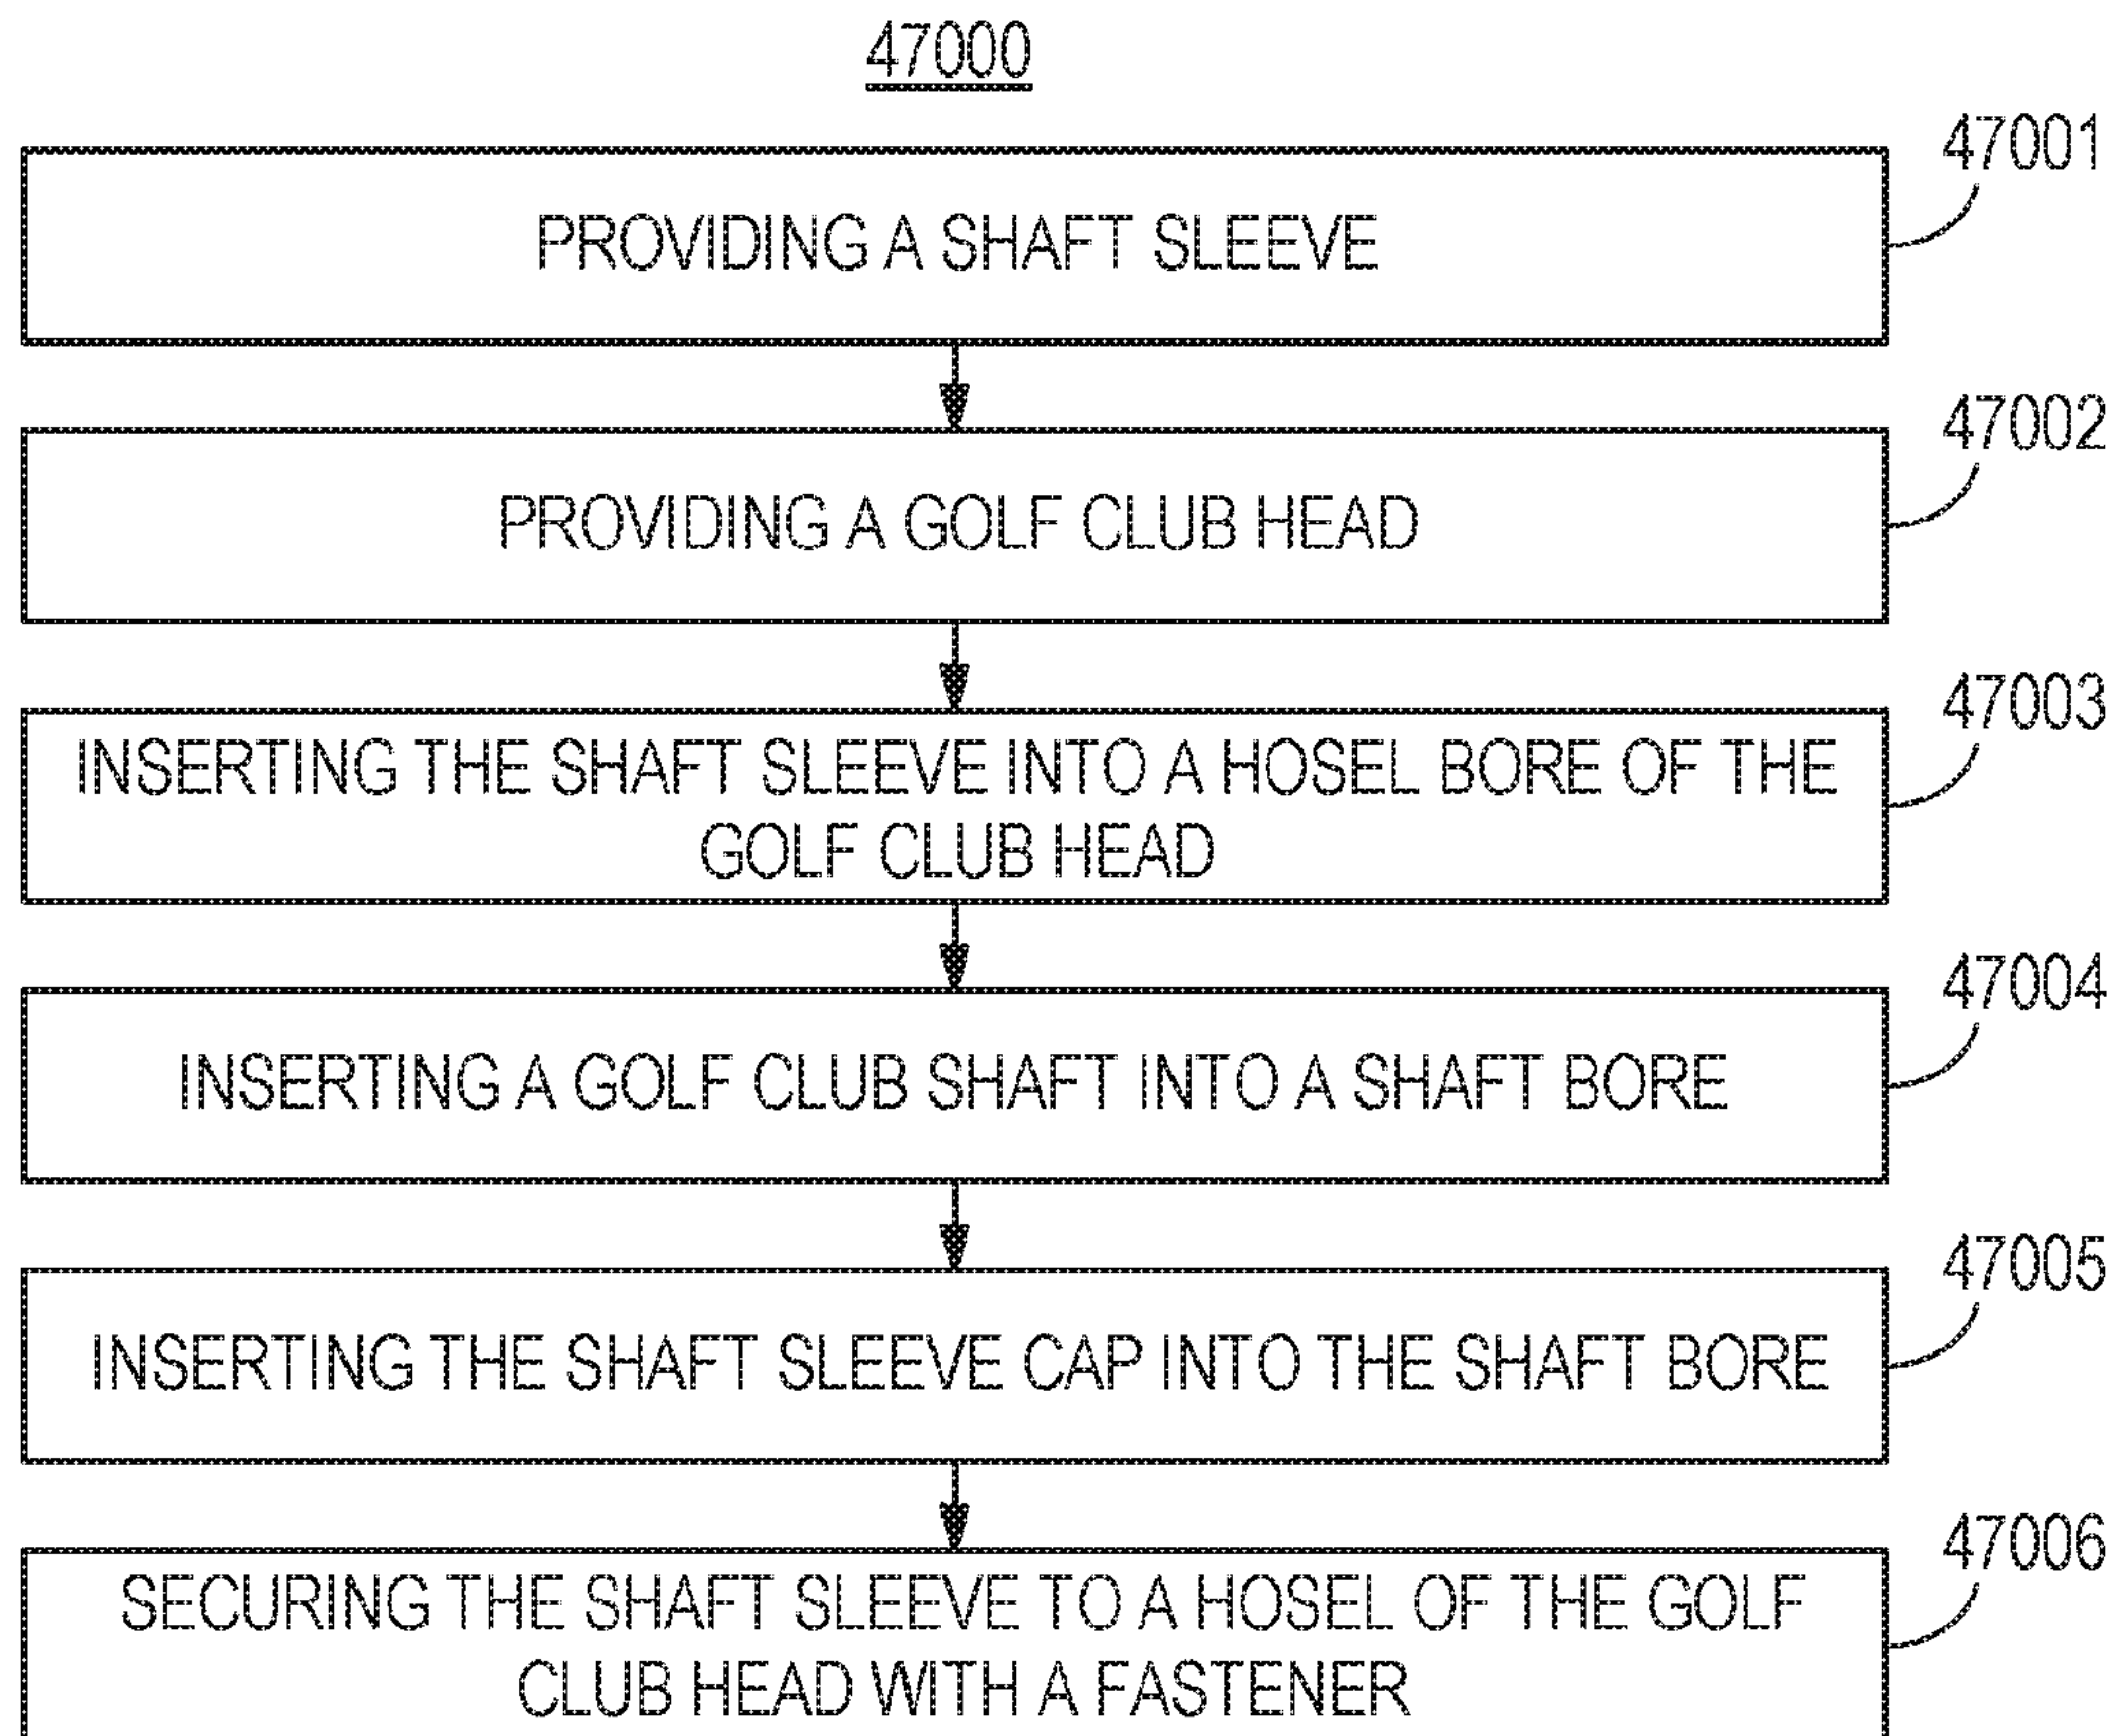 47000
47001
PROVIDING A SHAFT SLEEVE
47002
PROVIDING A GOLF CLUB HEAD
47003
INSERTING THE SHAFT SLEEVE INTO A HOSEL BORE OF THE
GOLF CLUB HEAD
47004
INSERTING A GOLF CLUB SHAFT INTO A SHAFT BORE
47005
INSERTING THE SHAFT SLEEVE CAP INTO THE SHAFT BORE
47006
SECURING THE SHAFT SLEEVE TO A HOSEL OF THE GOLF
CLUB HEAD WITH A FASTENER